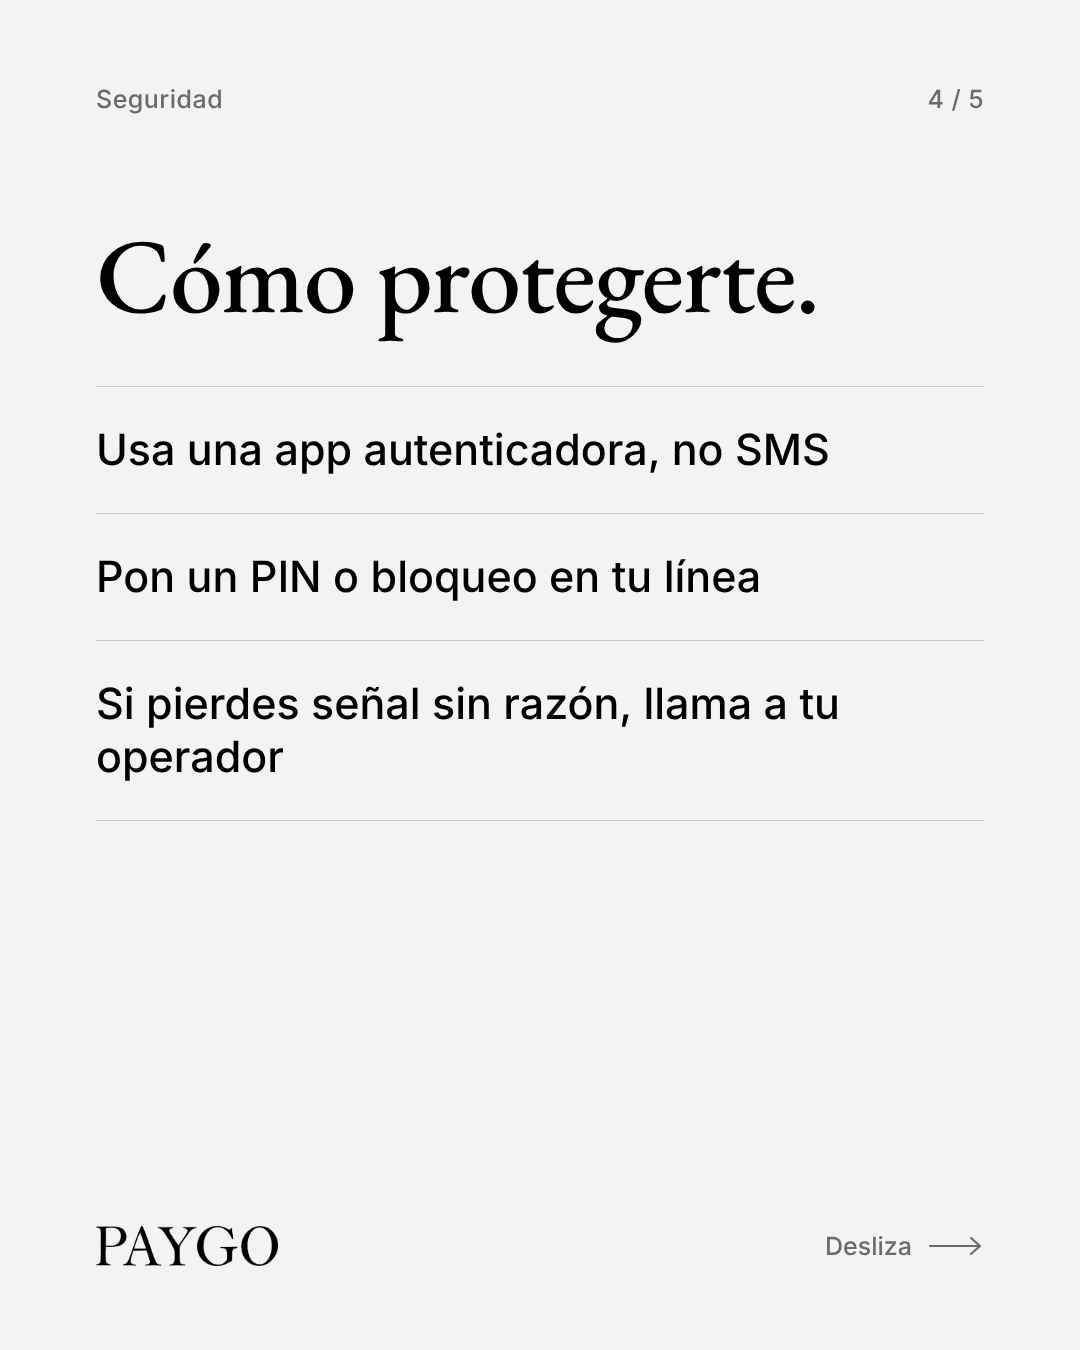 Seguridad
4 / 5
Cómo protegerte.
Usa una app autenticadora, no SMS
Pon un PIN o bloqueo en tu línea
Si pierdes señal sin razón, llama a tu
operador
PAYGO
Desliza